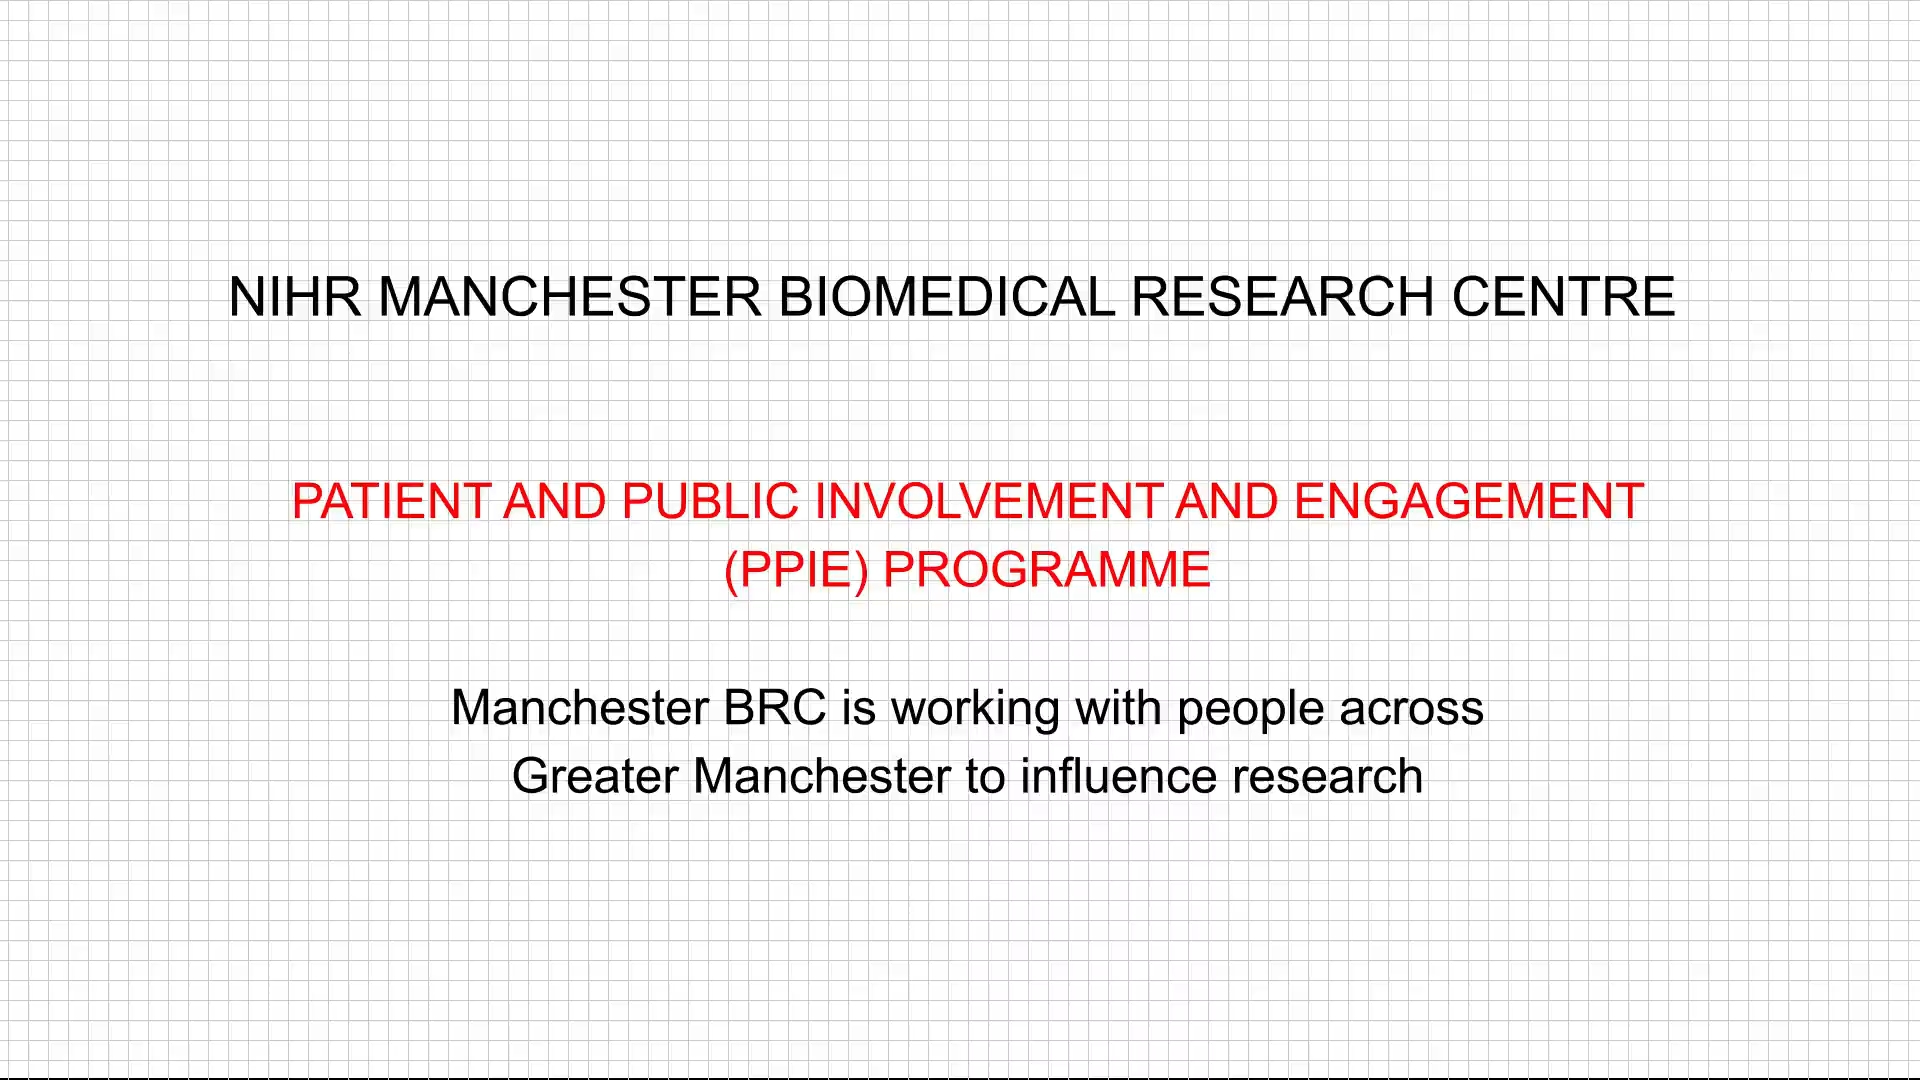 NIHR MANCHESTER BIOMEDICAL RESEARCH CENTRE
PATIENT AND PUBLIC INVOLVEMENT AND ENGAGEMENT
(PPIE) PROGRAMME
Manchester BRC is working with people across
Greater Manchester to influence research